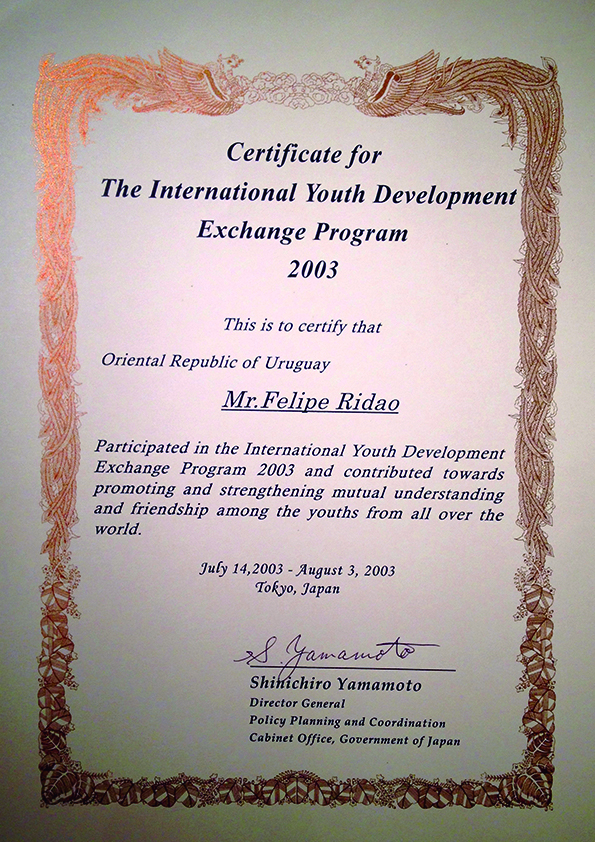 Certificate for
The International Youth Development
Exchange Program
2003
This is to certify that
Oriental Republic of Uruguay
Mr.Felipe Ridao
Participated in the International Youth Development
Exchange Program 2003 and contributed towards
promoting and strengthening mutual understanding
and friendship among the youths from all over the
world.
July 14,2003 - August 3, 2003
Tokyo, Japan
S. Yamamoto
Shinichiro Yamamoto
Director General
Policy Planning and Coordination
Cabinet Office, Government of Japan